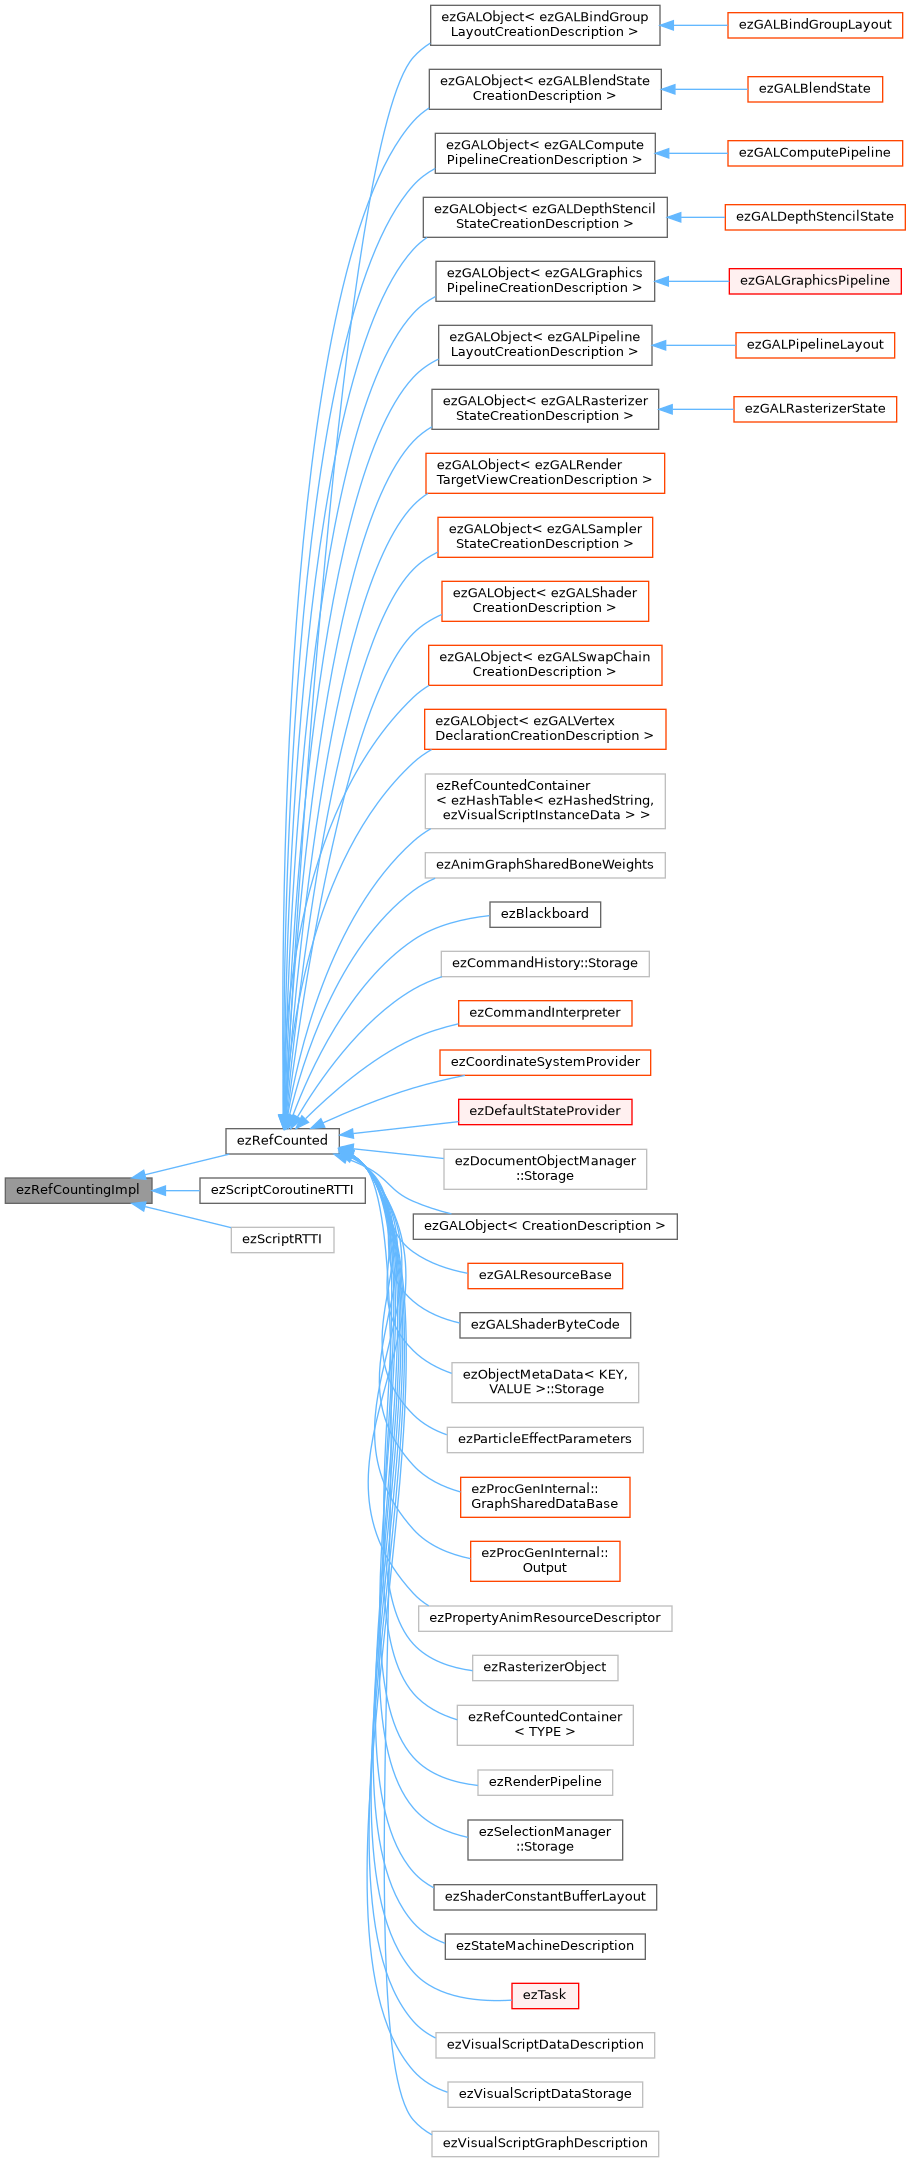 ezGALObject< ezGALBindGroup
LayoutCreationDescription >
ezGALBindGroupLayout
ezGALObject< ezGALBlendState
CreationDescription >
ezGALBlendState
ezGALObject< ezGALCompute
PipelineCreationDescription >
ezGALComputePipeline
ezGALObject< ezGALDepthStencil
StateCreationDescription >
ezGALDepthStencilState
ezGALObject< ezGALGraphics
PipelineCreationDescription >
ezGALGraphicsPipeline
ezGALObject< ezGALPipeline
LayoutCreationDescription >
ezGALPipelineLayout
ezGALObject< ezGALRasterizer
StateCreationDescription >
ezGALRasterizerState
ezGALObject< ezGALRender
TargetViewCreationDescription >
ezGALObject< ezGALSampler
StateCreationDescription >
ezGALObject< ezGALShader
CreationDescription >
ezGALObject< ezGALSwapChain
CreationDescription >
ezGALObject< ezGALVertex
DeclarationCreationDescription >
ezRefCountedContainer
< ezHashTable< ezHashedString,
ezVisualScriptInstanceData > >
ezAnimGraphSharedBoneWeights
ezBlackboard
ezCommandHistory::Storage
ezCommandInterpreter
ezCoordinateSystemProvider
ezDefaultStateProvider
ezRefCounted
ezDocumentObjectManager
::Storage
ezRefCountingImpl
ezScriptCoroutineRTTI
ezGALObject< CreationDescription >
ezScriptRTTI
ezGALResourceBase
ezGALShaderByteCode
ezObjectMetaData< KEY,
VALUE >::Storage
ezParticleEffectParameters
ezProcGenInternal::
GraphSharedDataBase
ezProcGenInternal::
Output
ezPropertyAnimResourceDescriptor
ezRasterizerObject
ezRefCountedContainer
< TYPE >
ezRenderPipeline
ezSelectionManager
::Storage
ezShaderConstantBufferLayout
ezStateMachineDescription
ezTask
ezVisualScriptDataDescription
ezVisualScriptDataStorage
ezVisualScriptGraphDescription